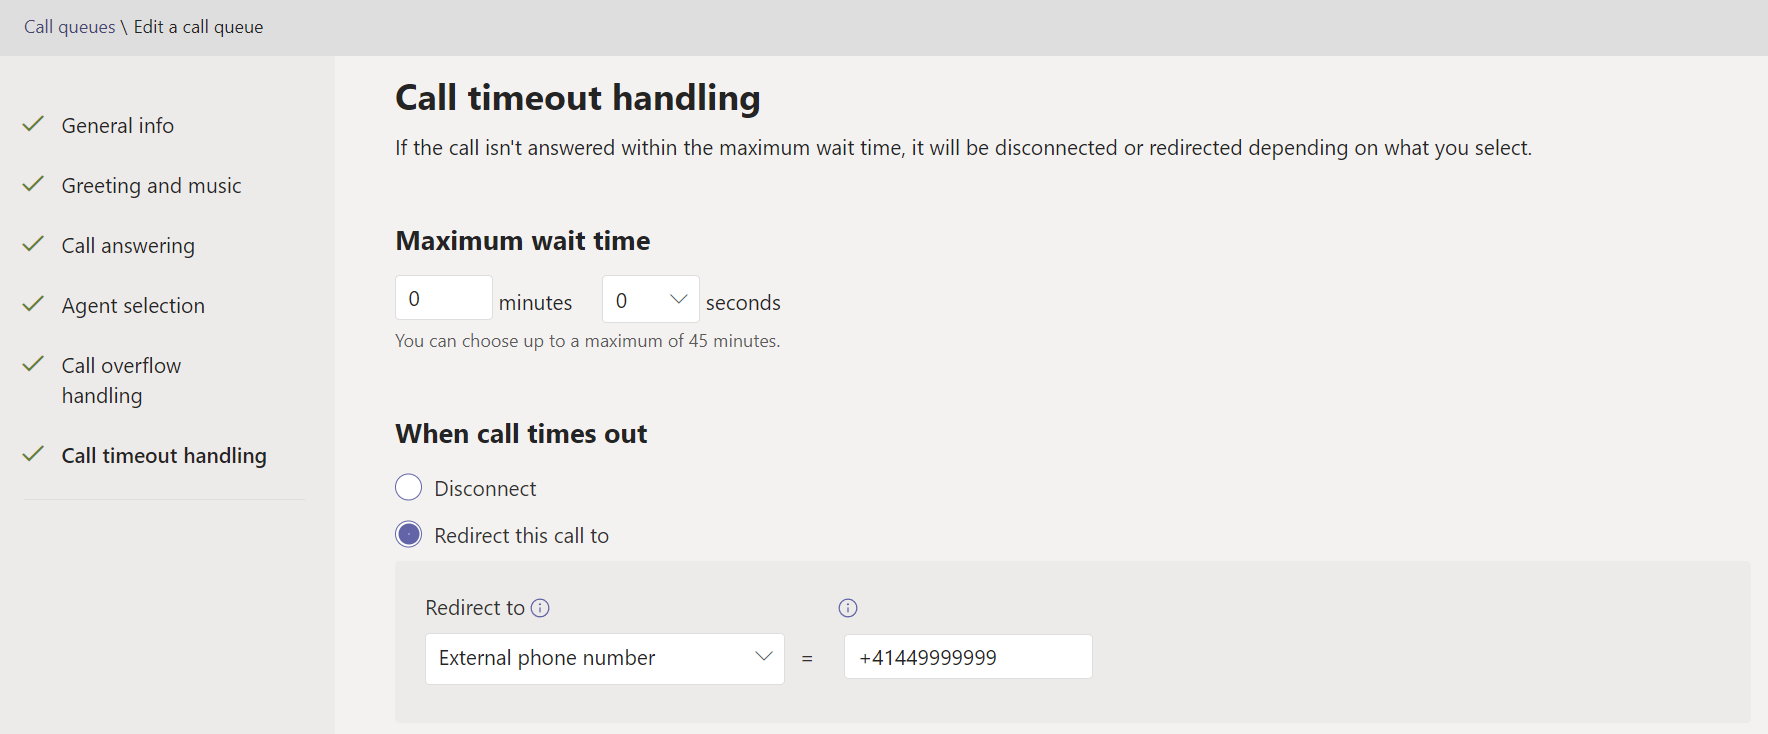 Call queues \ Edit a call queue
General info
Greeting and music
Call answering
Agent selection
Call overflow
handling
Call timeout handling
Call timeout handling
If the call isn't answered within the maximum wait time, it will be disconnected or redirected depending on what you select.
Maximum wait time
0 minutes 0 seconds
You can choose up to a maximum of 45 minutes.
When call times out
Disconnect
Redirect this call to
Redirect to
External phone number = +41449999999